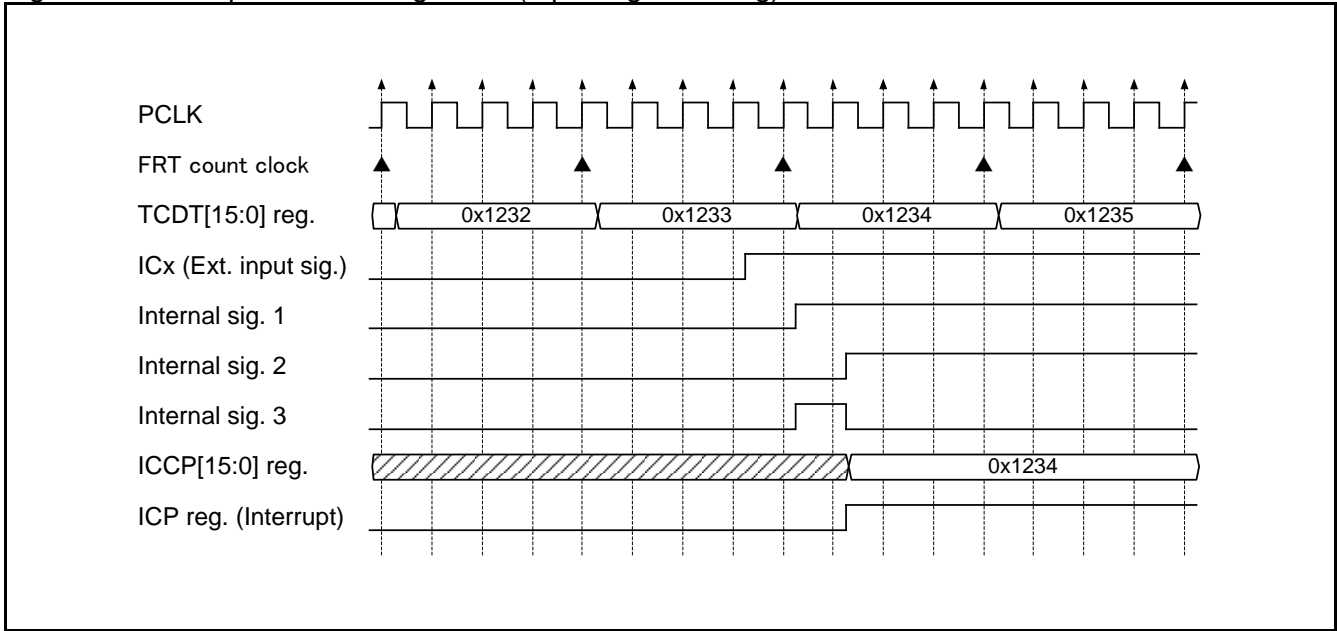 PCLK
FRT count clock
TCDT[15:0] reg.
0x1232 0x1233 0x1234 0x1235
ICx (Ext. input sig.)
Internal sig. 1
Internal sig. 2
Internal sig. 3
ICCP[15:0] reg.
0x1234
ICP reg. (Interrupt)